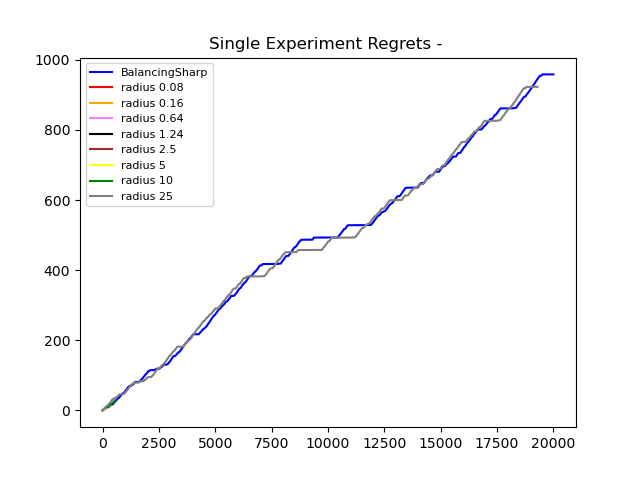 Single Experiment Regrets -
BalancingSharp
radius 0.08
radius 0.16
radius 0.64
radius 1.24
radius 2.5
radius 5
radius 10
radius 25
1000
800
600
400
200
0
0 2500 5000 7500 10000 12500 15000 17500 20000